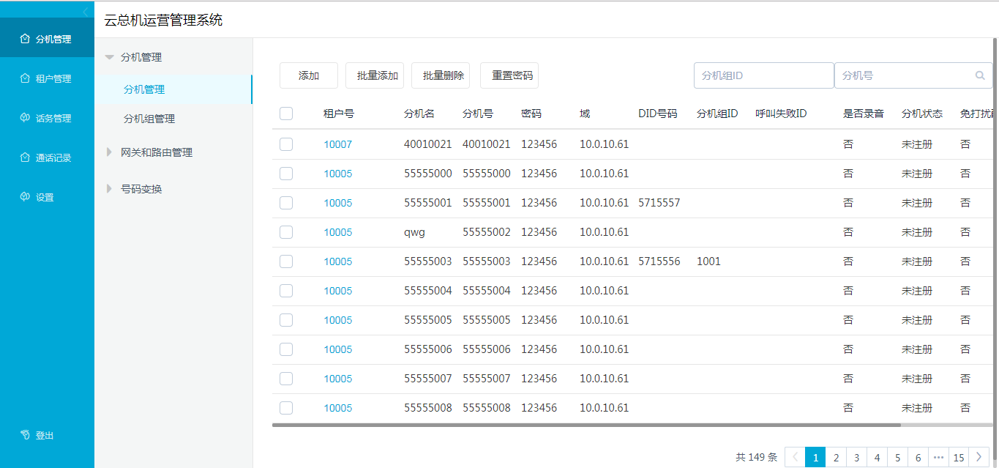 云总机运营管理系统
分机管理
租户管理
话务管理
通话记录
设置
登出
分机管理
分机管理
分机组管理
网关和路由管理
号码变换
添加 批量添加 批量删除 重置密码 分机组ID 分机号
租户号 分机名 分机号 密码 域 DID号码 分机组ID 呼叫失败ID 是否录音 分机状态 免打扰
10007 40010021 40010021 123456 10.0.10.61 否 未注册 否
10005 55555000 55555000 123456 10.0.10.61 否 未注册 否
10005 55555001 55555001 123456 10.0.10.61 5715557 否 未注册 否
10005 qwg 55555002 123456 10.0.10.61 否 未注册 否
10005 55555003 55555003 123456 10.0.10.61 5715556 1001 否 未注册 否
10005 55555004 55555004 123456 10.0.10.61 否 未注册 否
10005 55555005 55555005 123456 10.0.10.61 否 未注册 否
10005 55555006 55555006 123456 10.0.10.61 否 未注册 否
10005 55555007 55555007 123456 10.0.10.61 否 未注册 否
10005 55555008 55555008 123456 10.0.10.61 否 未注册 否
共 149 条 1 2 3 4 5 6 ••• 15